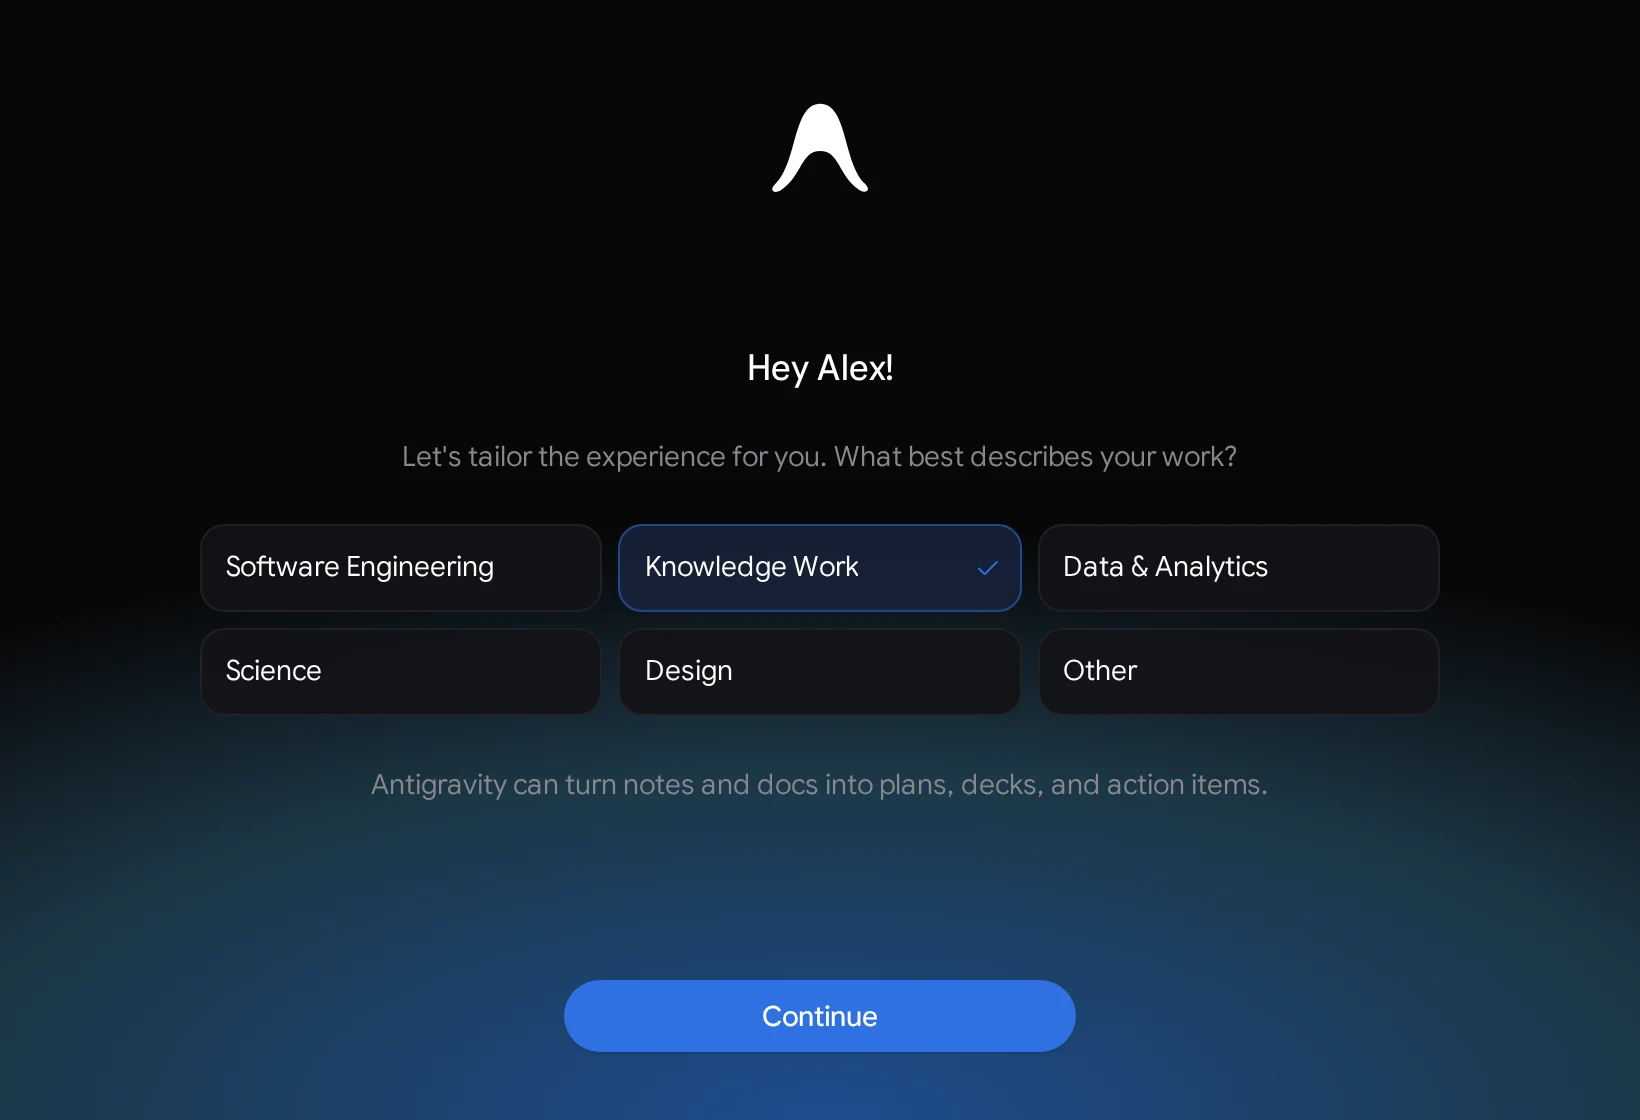 Hey Alex!
Let's tailor the experience for you. What best describes your work?
Software Engineering
Knowledge Work
Data & Analytics
Science
Design
Other
Antigravity can turn notes and docs into plans, decks, and action items.
Continue